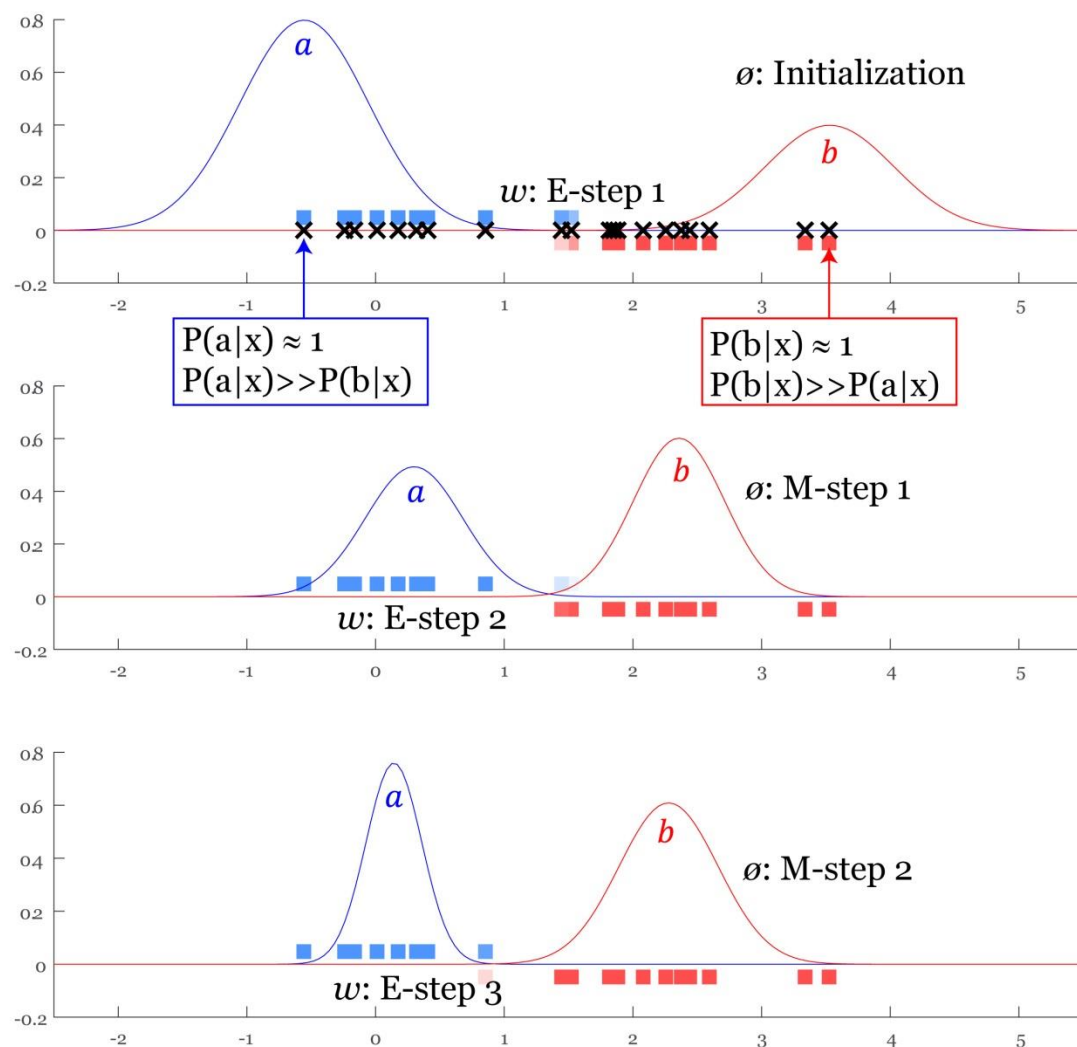 0.8
a
ø: Initialization
0.6
0.4
b
0.2
w: E-step 1
0
-0.2
-2 -1 0 1 2 3 4 5
P(a|x) ≈ 1
P(a|x)>>P(b|x)
P(b|x) ≈ 1
P(b|x)>>P(a|x)
0.8
0.6
b
ø: M-step 1
0.4
a
0.2
0
w: E-step 2
-0.2
-2 -1 0 1 2 3 4 5
0.8
a
0.6
b
ø: M-step 2
0.4
0.2
0
w: E-step 3
-0.2
-2 -1 0 1 2 3 4 5